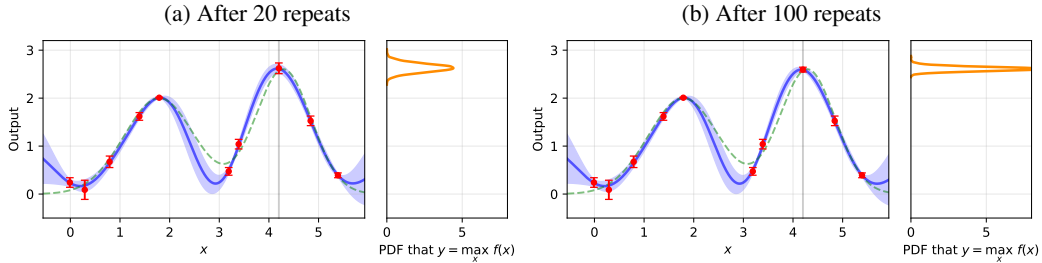 (a) After 20 repeats
(b) After 100 repeats
3
2
1
0
Output
0 1 2 3 4 5
x
0 5
PDF that y = max f(x)
x
3
2
1
0
Output
0 1 2 3 4 5
x
0 5
PDF that y = max f(x)
x